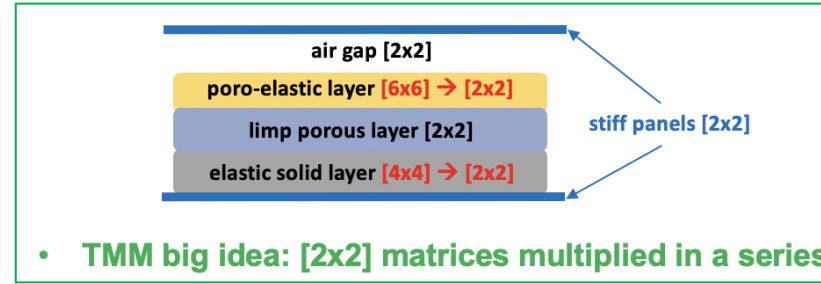 air gap [2x2]
poro-elastic layer [6x6] → [2x2]
limp porous layer [2x2]
stiff panels [2x2]
elastic solid layer [4x4] → [2x2]
• TMM big idea: [2x2] matrices multiplied in a series